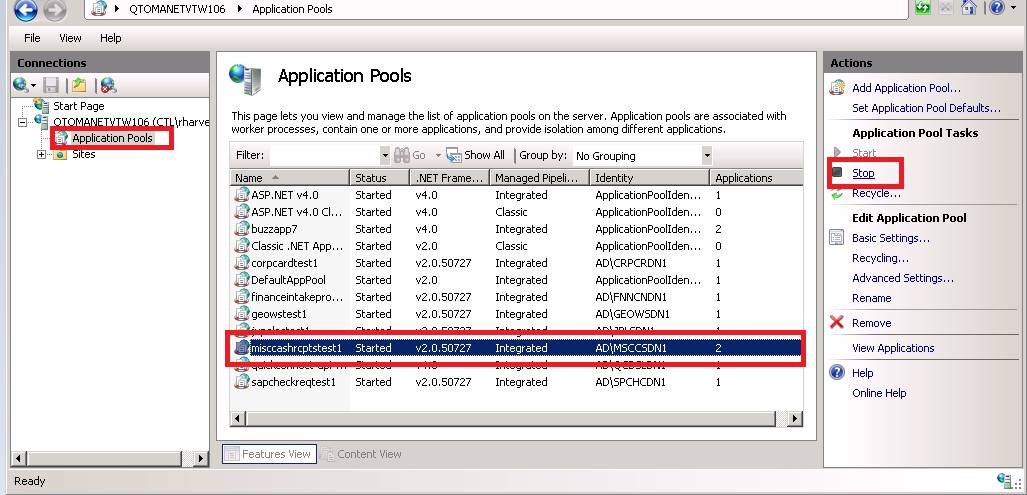 QTOMANETVTW106 Application Pools
File View Help
Connections
Start Page
QTOMANETVTW106 (CTL\rharve
Application Pools
Sites
Application Pools
This page lets you view and manage the list of application pools on the server. Application pools are associated with
worker processes, contain one or more applications, and provide isolation among different applications.
Filter: Go Show All Group by: No Grouping
Name Status .NET Frame... Managed Pipeli... Identity Applications
ASP.NET v4.0 Started v4.0 Integrated ApplicationPoolIden... 1
ASP.NET v4.0 Cl... Started v4.0 Classic ApplicationPoolIden... 0
buzzapp7 Started v4.0 Integrated ApplicationPoolIden... 2
Classic .NET App... Started v2.0 Classic ApplicationPoolIden... 0
corpcardtest1 Started v2.0.50727 Integrated AD\CRPCRDN1 1
DefaultAppPool Started v2.0 Integrated ApplicationPoolIden... 0
financeintakepro... Started v2.0.50727 Integrated AD\FNNCNDN1 1
geowstest1 Started v2.0.50727 Integrated AD\GEOWSDN1 1
Started v2.0.50727 Integrated 1
misccashrcptstest1 Started v2.0.50727 Integrated AD\MSCCSDN1 2
Started Integrated 1
sapcheckreqtest1 Started v2.0.50727 Integrated AD\SPCHCDN1 1
Features View Content View
Actions
Add Application Pool...
Set Application Pool Defaults...
Application Pool Tasks
Start
Stop
Recycle...
Edit Application Pool
Basic Settings...
Recycling...
Advanced Settings...
Rename
Remove
View Applications
Help
Online Help
Ready